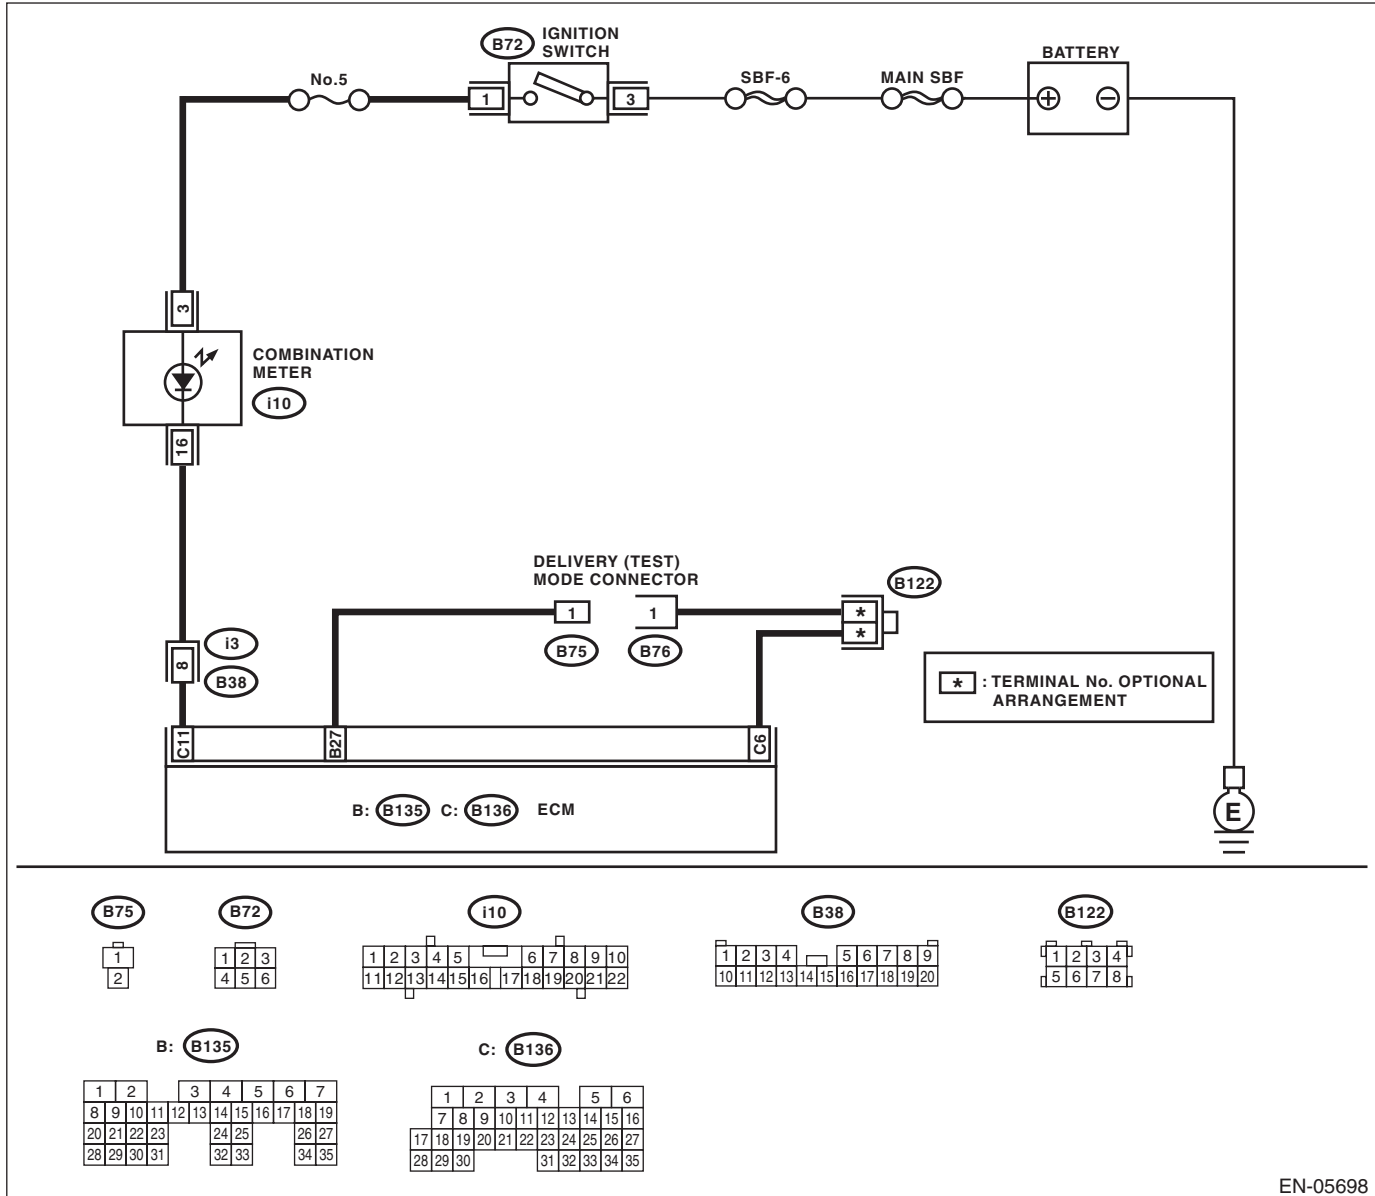 B72
IGNITION
SWITCH
No.5
SBF-6
MAIN SBF
BATTERY
1
3
+
−
3
COMBINATION
METER
i10
16
DELIVERY (TEST)
MODE CONNECTOR
B122
1
1
*
*
B75
B76
i3
8
B38
* : TERMINAL No. OPTIONAL
ARRANGEMENT
C11
B27
C6
B: B135 C: B136 ECM
E
B75
B72
i10
B38
B122
1
2
1 2 3
4 5 6
1 2 3 4 5 6 7 8 9 10
11 12 13 14 15 16 17 18 19 20 21 22
1 2 3 4 5 6 7 8 9
10 11 12 13 14 15 16 17 18 19 20
1 2 3 4
5 6 7 8
B: B135
C: B136
1 2 3 4 5 6 7
8 9 10 11 12 13 14 15 16 17 18 19
20 21 22 23 24 25 26 27
28 29 30 31 32 33 34 35
1 2 3 4 5 6
7 8 9 10 11 12 13 14 15 16
17 18 19 20 21 22 23 24 25 26 27
28 29 30 31 32 33 34 35
EN-05698